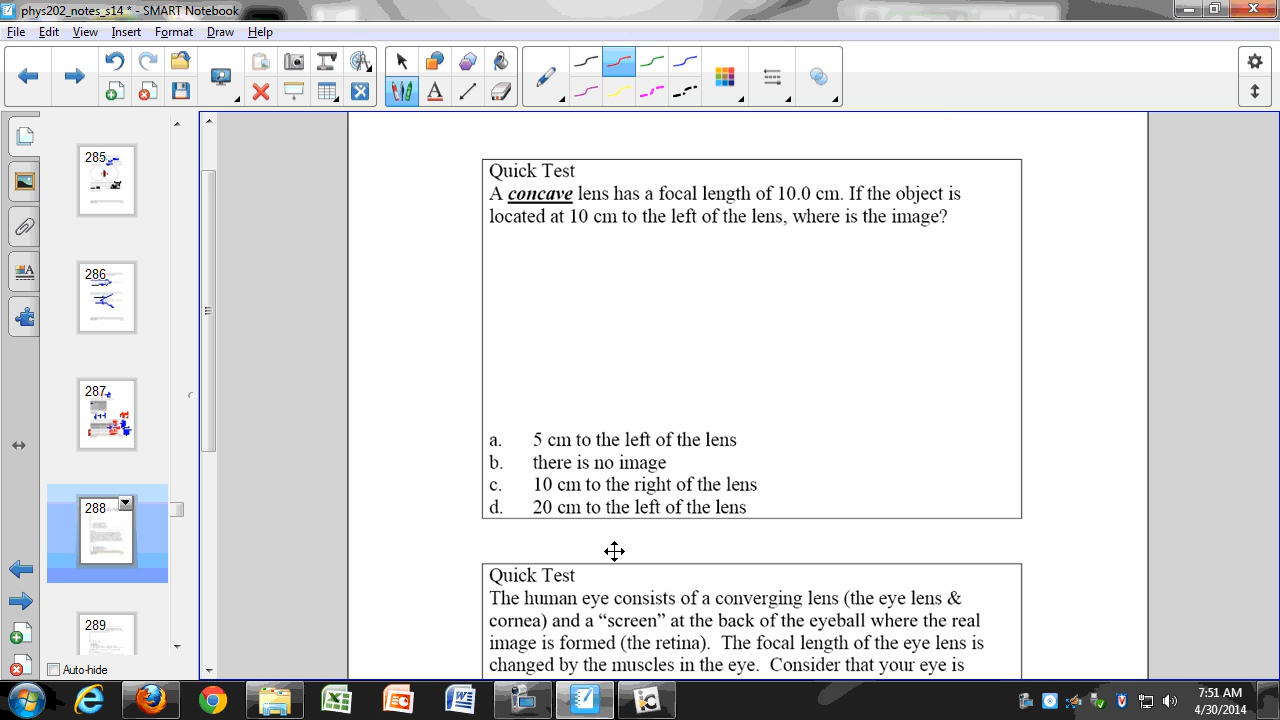 phys202_notes_s14 * - SMART Notebook
File Edit View Insert Format Draw Help
285
286
287
288
289
Auto-hide
Quick Test
A concave lens has a focal length of 10.0 cm. If the object is
located at 10 cm to the left of the lens, where is the image?
a. 5 cm to the left of the lens
b. there is no image
c. 10 cm to the right of the lens
d. 20 cm to the left of the lens
Quick Test
The human eye consists of a converging lens (the eye lens &
cornea) and a “screen” at the back of the eyeball where the real
image is formed (the retina). The focal length of the eye lens is
changed by the muscles in the eye. Consider that your eye is
7:51 AM
4/30/2014